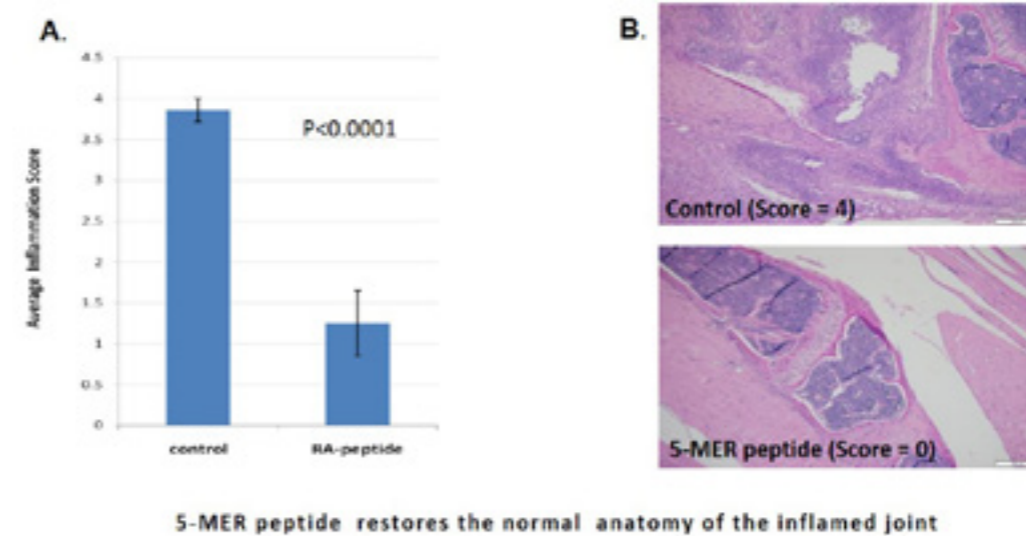 A.
Average Inflammation Score
4.5
4
3.5
3
2.5
2
1.5
1
0.5
0
P<0.0001
control
RA-peptide
B.
Control (Score = 4)
5-MER peptide (Score = 0)
5-MER peptide restores the normal anatomy of the inflamed joint